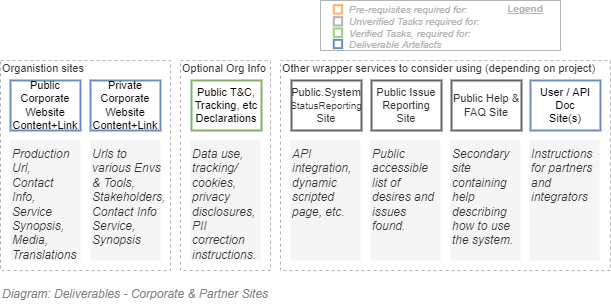 Pre-requisites required for:
Legend
Unverified Tasks required for:
Verified Tasks, required for:
Deliverable Artefacts
Organistion sites
Optional Org Info
Other wrapper services to consider using (depending on project)
Public
Corporate
Website
Content+Link
Private
Corporate
Website
Content+Link
Public T&C,
Tracking, etc
Declarations
Public.System
StatusReporting
Site
Public Issue
Reporting
Site
Public Help &
FAQ Site
User / API
Doc
Site(s)
Production
Url,
Contact
Info,
Service
Synopsis,
Media,
Translations
Urls to
various Envs
& Tools,
Stakeholders,
Contact Info
Service,
Synopsis
Data use,
tracking/
cookies,
privacy
disclosures,
PII
correction
instructions.
API
integration,
dynamic
scripted
page, etc.
Public
accessible
list of
desires and
issues
found.
Secondary
site
containing
help
describing
how to use
the system.
Instructions
for partners
and
integrators
Diagram: Deliverables - Corporate & Partner Sites